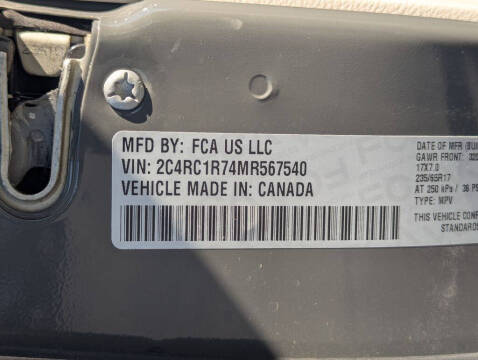 MFD BY: FCA US LLC
VIN: 2C4RC1R74MR567540
VEHICLE MADE IN: CANADA
DATE OF MFR
GAWR FRONT:
17X7.0
235/65R17
AT 250 kPa / 36
TYPE: MPV
THIS VEHICLE
STANDARDS